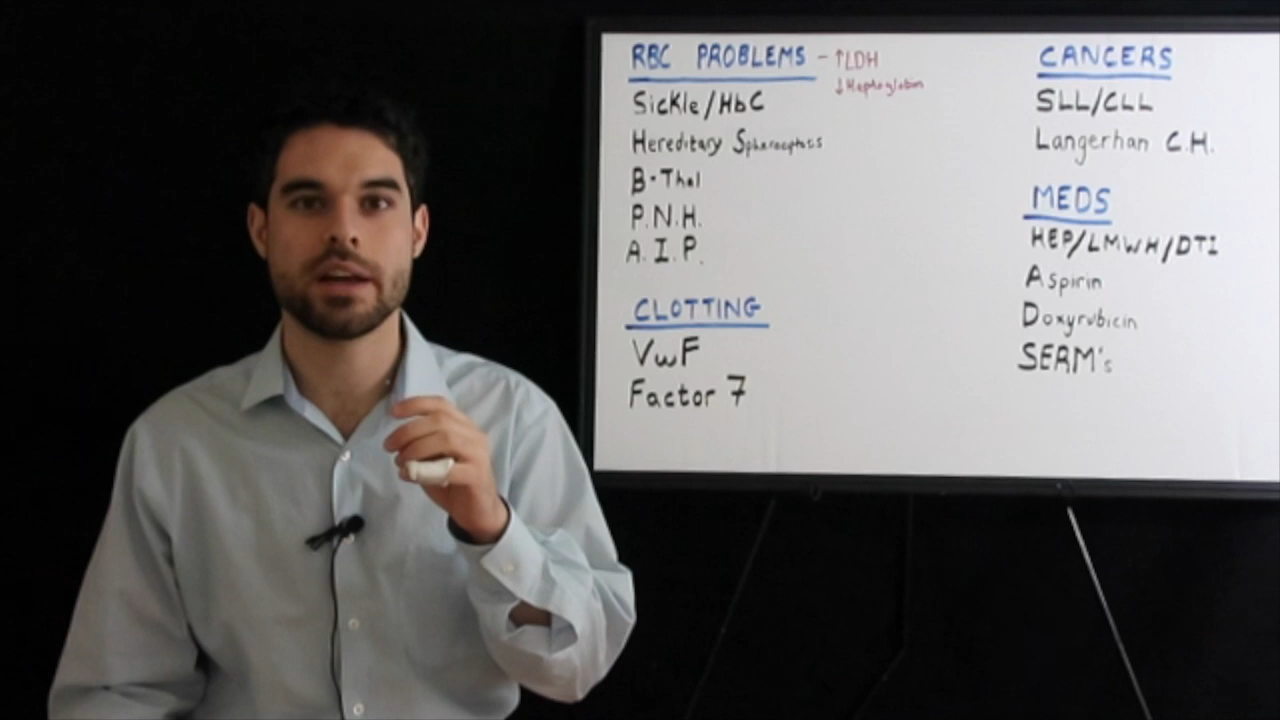 RBC PROBLEMS - ↑LDH
↓Haptoglobin
Sickle/HbC
Hereditary
B-Thal
P.N.H.
A.I.P.
CLOTTING
VwF
Factor 7
CANCERS
SLL/CLL
Langerhan C.H.
MEDS
HEP/LMWH/DTI
Aspirin
Doxyrubicin
SERM's